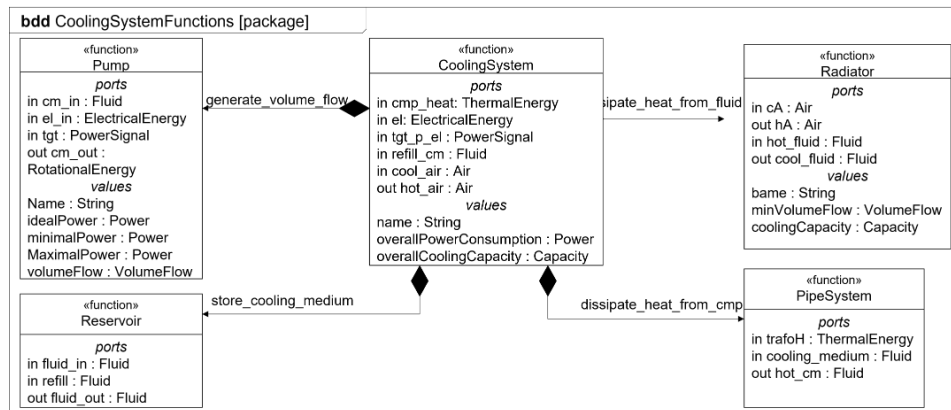 bdd CoolingSystemFunctions [package]
«function»
Pump
ports
in cm_in : Fluid
in el_in : ElectricalEnergy
in tgt : PowerSignal
out cm_out :
RotationalEnergy
values
Name : String
idealPower : Power
minimalPower : Power
MaximalPower : Power
volumeFlow : VolumeFlow
generate_volume_flow
«function»
CoolingSystem
ports
in cmp_heat: ThermalEnergy
in el: ElectricalEnergy
in tgt_p_el : PowerSignal
in refill_cm : Fluid
in cool_air : Air
out hot_air : Air
values
name : String
overallPowerConsumption : Power
overallCoolingCapacity : Capacity
sipate_heat_from_fluid
«function»
Radiator
ports
in cA : Air
out hA : Air
in hot_fluid : Fluid
out cool_fluid : Fluid
values
bame : String
minVolumeFlow : VolumeFlow
coolingCapacity : Capacity
store_cooling_medium
«function»
Reservoir
ports
in fluid_in : Fluid
in refill : Fluid
out fluid_out : Fluid
dissipate_heat_from_cmp
«function»
PipeSystem
ports
in trafoH : ThermalEnergy
in cooling_medium : Fluid
out hot_cm : Fluid